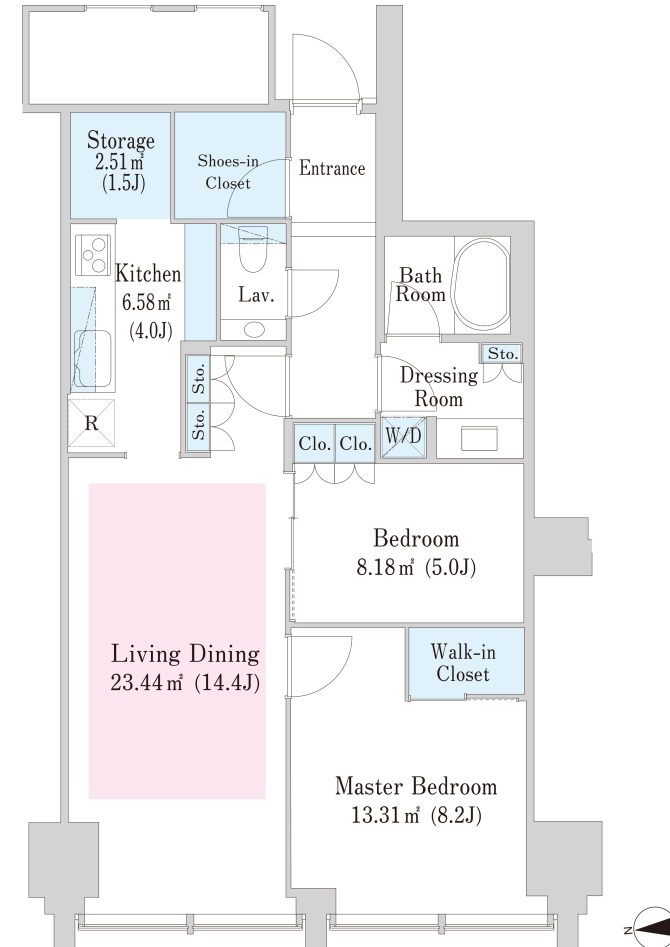 Storage
2.51㎡
(1.5J)
Shoes-in
Closet
Entrance
Kitchen
6.58㎡
(4.0J)
Lav.
Bath
Room
Sto.
Dressing
Room
Sto.
Sto.
R
Clo.
Clo.
W/D
Bedroom
8.18㎡ (5.0J)
Living Dining
23.44㎡ (14.4J)
Walk-in
Closet
Master Bedroom
13.31㎡ (8.2J)
N